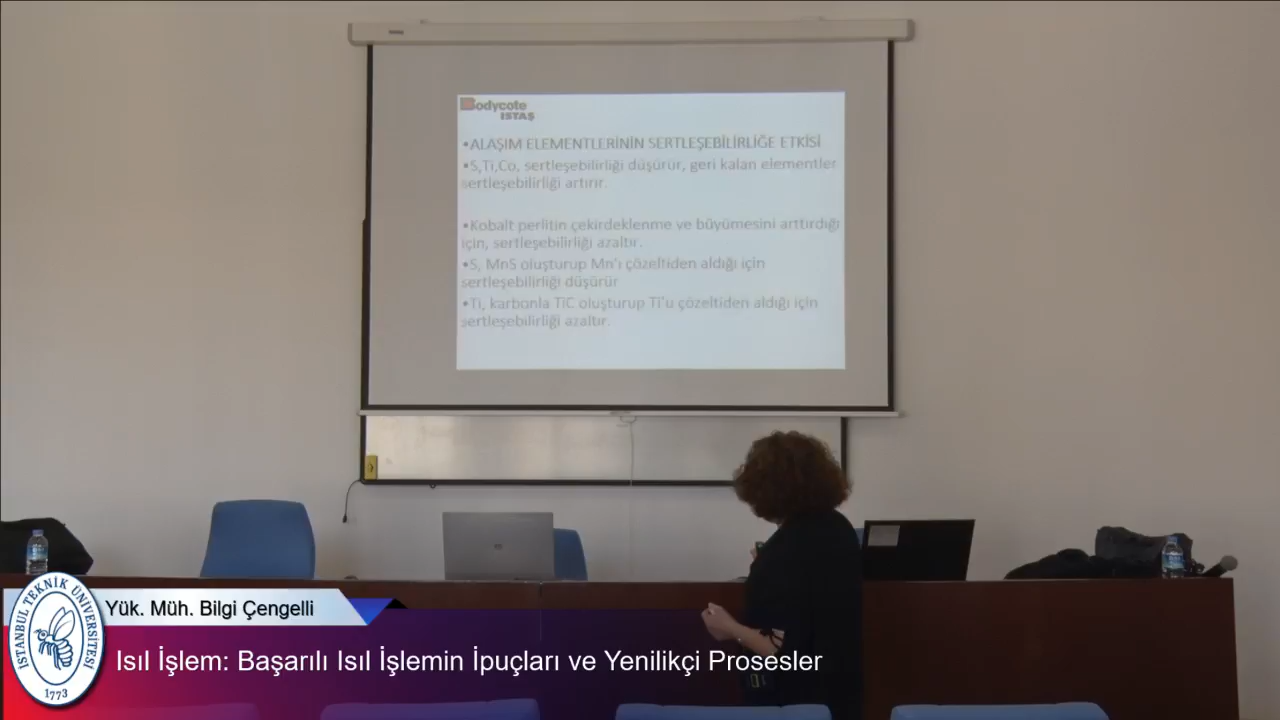 Bodycote
ISTAŞ
•ALAŞIM ELEMENTLERİNİN SERTLEŞEBİLİRLİĞE ETKİSİ
•S,Ti,Co, sertleşebilirliği düşürür, geri kalan elementler
sertleşebilirliği artırır.
•Kobalt perlitin çekirdeklenme ve büyümesini arttırdığı
için, sertleşebilirliği azaltır.
•S, MnS oluşturup Mn'ı çözeltiden aldığı için
sertleşebilirliği düşürür
•Ti, karbonla TiC oluşturup Ti'u çözeltiden aldığı için
sertleşebilirliği azaltır.
İSTANBUL TEKNİK ÜNİVERSİTESİ
1773
Yük. Müh. Bilgi Çengelli
Isıl İşlem: Başarılı Isıl İşlemin İpuçları ve Yenilikçi Prosesler